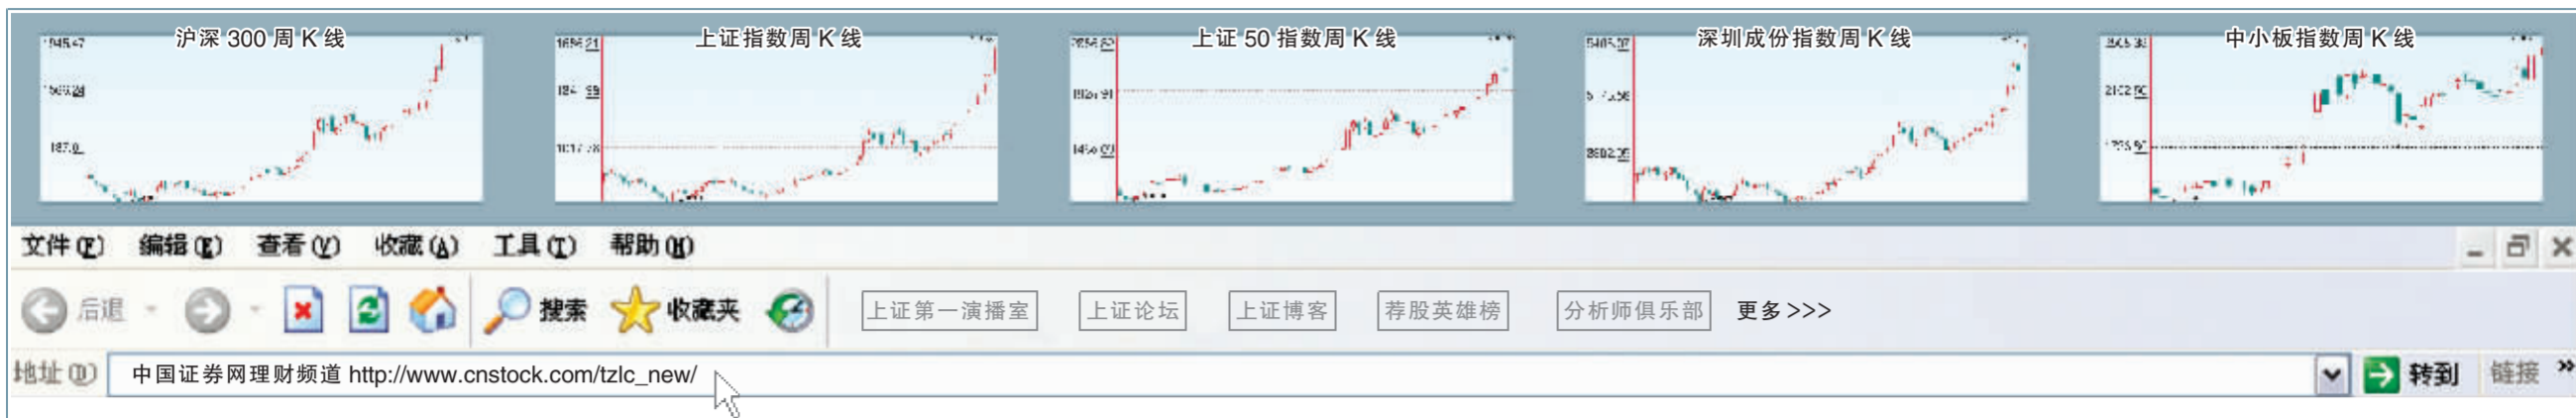 沪深 300 周 K 线
上证指数周 K 线
上证 50 指数周 K 线
深圳成份指数周 K 线
中小板指数周 K 线
文件(F) 编辑(E) 查看(V) 收藏(A) 工具(T) 帮助(H)
后退 搜索 收藏夹 上证第一演播室 上证论坛 上证博客 荐股英雄榜 分析师俱乐部 更多>>>
地址(D) 中国证券网理财频道 http://www.cnstock.com/tzlc_new/ 转到 链接 »